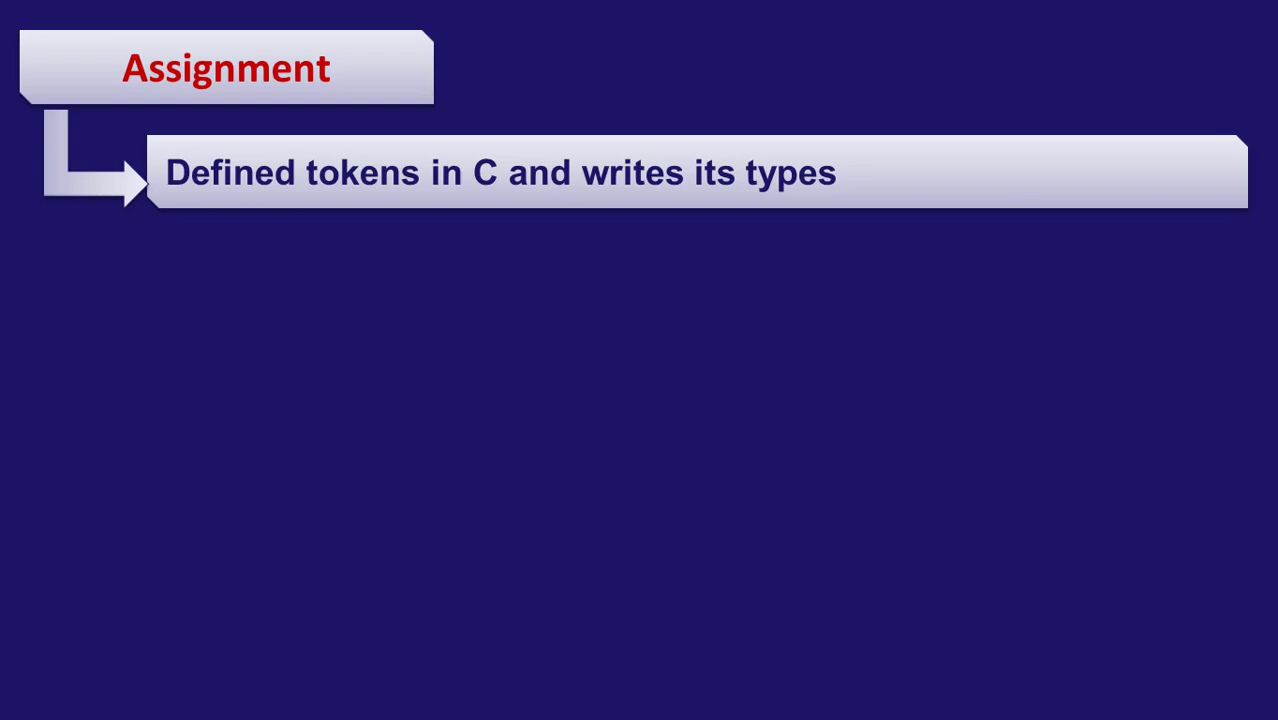 Assignment
Defined tokens in C and writes its types